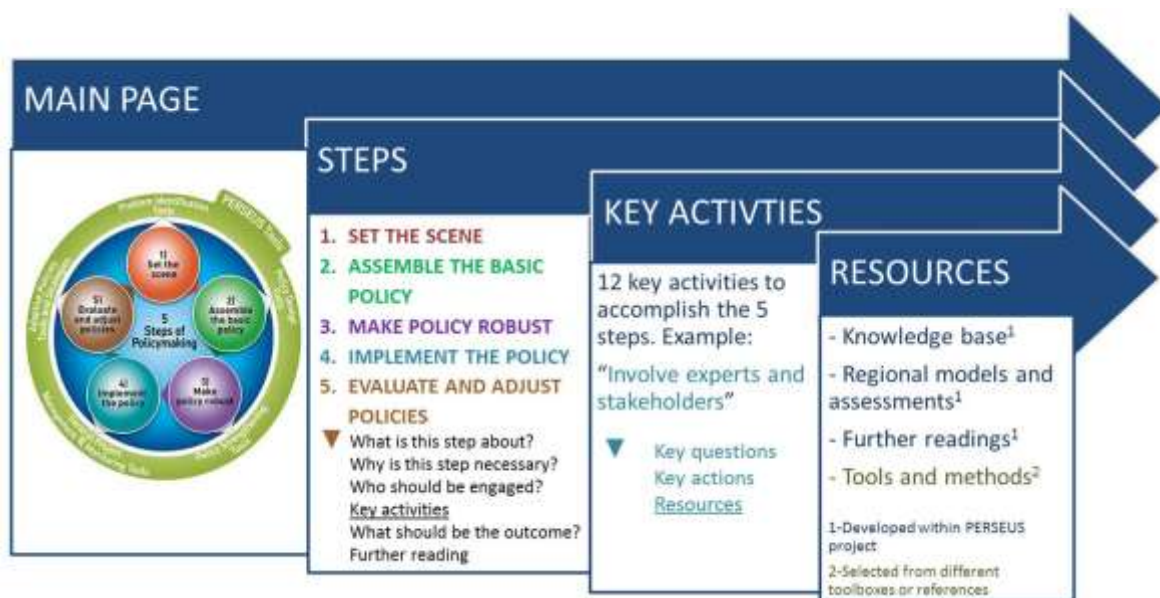 MAIN PAGE
Problem Identification
Tools
PERSEUS Tools
Policy Design
1)
Set the
scene
2)
Assemble
the basic
policy
3)
Make
policy robust
4)
Implement
the policy
5)
Evaluate
and adjust
policies
5
Steps of
Policymaking
STEPS
1. SET THE SCENE
2. ASSEMBLE THE BASIC
POLICY
3. MAKE POLICY ROBUST
4. IMPLEMENT THE POLICY
5. EVALUATE AND ADJUST
POLICIES
What is this step about?
Why is this step necessary?
Who should be engaged?
Key activities
What should be the outcome?
Further reading
KEY ACTIVTIES
12 key activities to
accomplish the 5
steps. Example:
“Involve experts and
stakeholders”
Key questions
Key actions
Resources
RESOURCES
- Knowledge base¹
- Regional models and
assessments¹
- Further readings¹
- Tools and methods²
1-Developed within PERSEUS
project
2-Selected from different
toolboxes or references